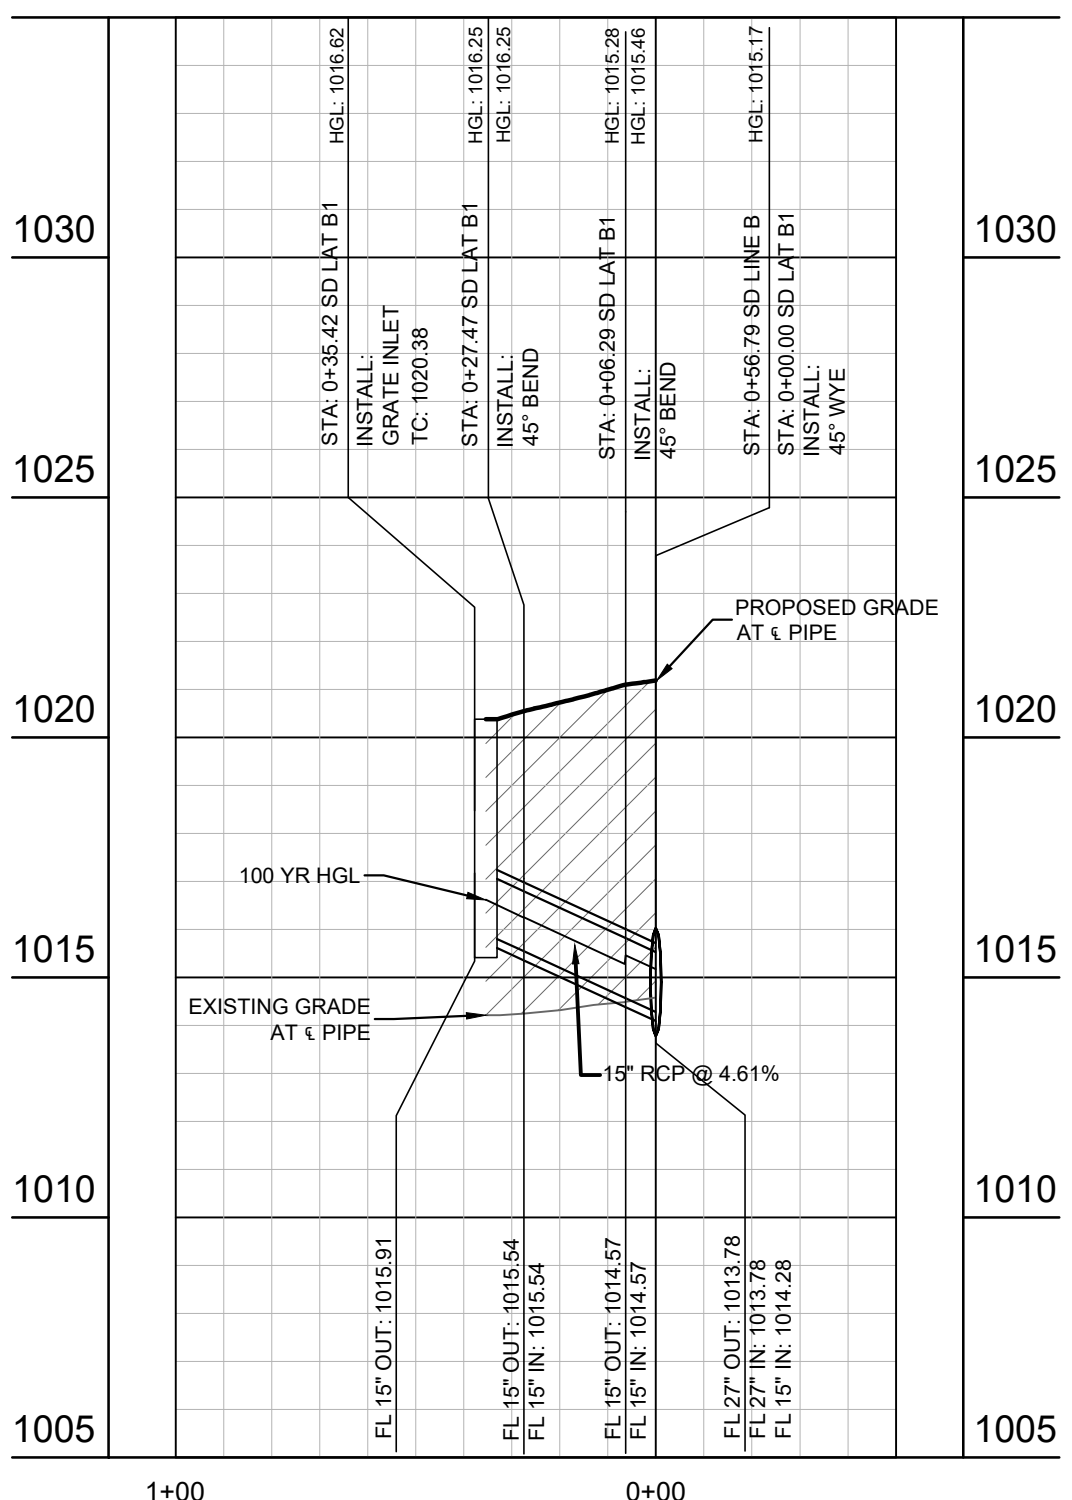 HGL: 1016.62
HGL: 1016.25
HGL: 1016.25
HGL: 1015.28
HGL: 1015.46
HGL: 1015.17
1030
1030
STA: 0+35.42 SD LAT B1
INSTALL:
GRATE INLET
TC: 1020.38
STA: 0+27.47 SD LAT B1
INSTALL:
45° BEND
STA: 0+06.29 SD LAT B1
INSTALL:
45° BEND
STA: 0+56.79 SD LINE B
STA: 0+00.00 SD LAT B1
INSTALL:
45° WYE
1025
1025
PROPOSED GRADE
AT ℄ PIPE
1020
1020
100 YR HGL
1015
1015
EXISTING GRADE
AT ℄ PIPE
15" RCP @ 4.61%
1010
1010
FL 15" OUT: 1015.91
FL 15" OUT: 1015.54
FL 15" IN: 1015.54
FL 15" OUT: 1014.57
FL 15" IN: 1014.57
FL 27" OUT: 1013.78
FL 27" IN: 1013.78
FL 15" IN: 1014.28
1005
1005
1+00
0+00